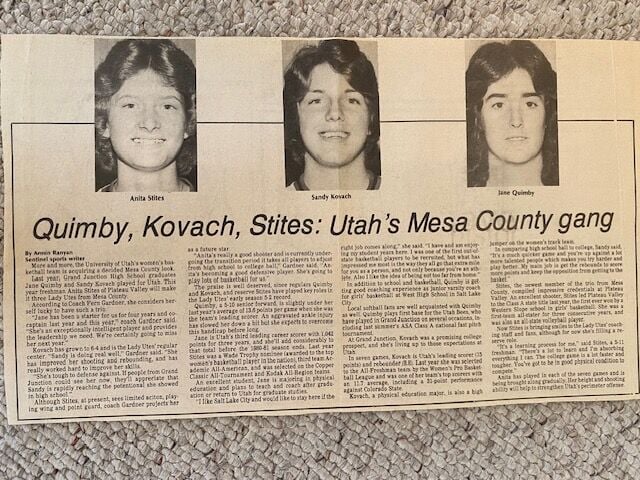 Anita Stites
Sandy Kovach
Jane Quimby
Quimby, Kovach, Stites: Utah's Mesa County gang
By Armin Ranyan
Sentinel sports writer
More and more, the University of Utah's women's bas-
ketball team is acquiring a decided Mesa County look.
Last year, Grand Junction High School graduates
Jane Quimby and Sandy Kovach played for Utah. This
year freshman Anita Stites of Plateau Valley will make
it three Lady Utes from Mesa County.
According to Coach Fern Gardner, she considers her-
self lucky to have such a trio.
"Jane has been a starter for us for four years and co-
captain last year and this year," coach Gardner said.
"She's an exceptionally intelligent player and provides
the leadership we need. We're certainly going to miss
her next year."
Kovach has grown to 6-4 and is the Lady Utes' regular
center. "Sandy is doing real well," Gardner said. "She
has improved her shooting and rebounding, and has
really worked hard to improve her skills.
"She's tough to defense against. If people from Grand
Junction could see her now, they'll appreciate that
Sandy is rapidly reaching the potential she showed
in high school."
Although Stites, at present, sees limited action, play-
ing wing and point guard, coach Gardner projects her
as a future star.
"Anita's really a good shooter and is currently under-
going the transition period it takes all players to adjust
from high school to college ball," Gardner said. "An-
ita's becoming a good defensive player. She's going to
play lots of basketball for us."
The praise is well deserved, since regulars Quimby
and Kovach, and reserve Stites have played key roles in
the Lady Utes' early season 5-2 record.
Quimby, a 5-10 senior forward, is slightly under her
last year's average of 13.8 points per game when she was
the team's leading scorer. An aggravated ankle injury
has slowed her down a bit but she expects to overcome
this handicap before long.
Jane is Utah's third leading career scorer with 1,042
points for three years, and she'll add considerably to
that total before the 1980-81 season ends. Last year
Jane was a Wade Trophy nominee (awarded to the top
women's basketball player in the nation), third team Ac-
ademic All-American, and was selected on the Copper
Classic All-Tournament and Kodak All-Region teams.
An excellent student, Jane is majoring in physical
education and plans to teach and coach after gradu-
ation or return to Utah for graduate studies.
"I like Salt Lake City and would like to stay here if the
right job comes along," she said. "I have and am enjoy-
ing my student years here. I was one of the first out-of-
state basketball players to be recruited, but what has
impressed me most is the way they all go that extra mile
for you as a person, and not only because you're an ath-
lete. Also I like the idea of being not too far from home."
In addition to school and basketball, Quimby is get-
ting good coaching experience as junior varsity coach
for girls' basketball at West High School in Salt Lake
City.
Local softball fans are well acquainted with Quimby
as well. Quimby plays first base for the Utah Bees, who
have played in Grand Junction on several occasions, in-
cluding last summer's ASA Class A national fast pitch
tournament.
At Grand Junction, Kovach was a promising college
prospect, and she's living up to those expectations at
Utah.
In seven games, Kovach is Utah's leading scorer
points) and rebounder Last year she was selected
to the All-Freshman team by the Women's Pro Basket-
ball League and was one of her team's top scorers with
an 11.7 average, including a 31-point performance
against Colorado State.
Kovach, a physical education major, is also a high
jumper on the women's track team.
In comparing high school ball to college, Sandy said,
"It's a much quicker game and you're up against a lot
more talented people which makes you try harder and
play better. My main job is get the rebounds, score
more points and keep the opposition from getting to the
basket."
Stites, the newest member of the trio from Mesa
County, compiled impressive credentials at Plateau
Valley. An excellent shooter, Stites led Plateau Valley
to the Class A state title last year, the first ever won by a
Western Slope school in girl's basketball. She was
first-team all-state for three consecutive years, and
was also an all-state volleyball player.
Now Stites is bringing smiles to the Lady Utes' coach-
ing staff and fans, although for now she's filling a re-
serve role.
"It's a learning process for me," said Stites, a 5-11
freshman. "There's a lot to learn and I'm absorbing
everything I can. The college game is a lot faster and
tougher. You've got to be in good physical condition to
compete."
Anita has played in each of the seven games and is
being brought along gradually. Her height and shooting
ability will help to strengthen Utah's perimeter offense.